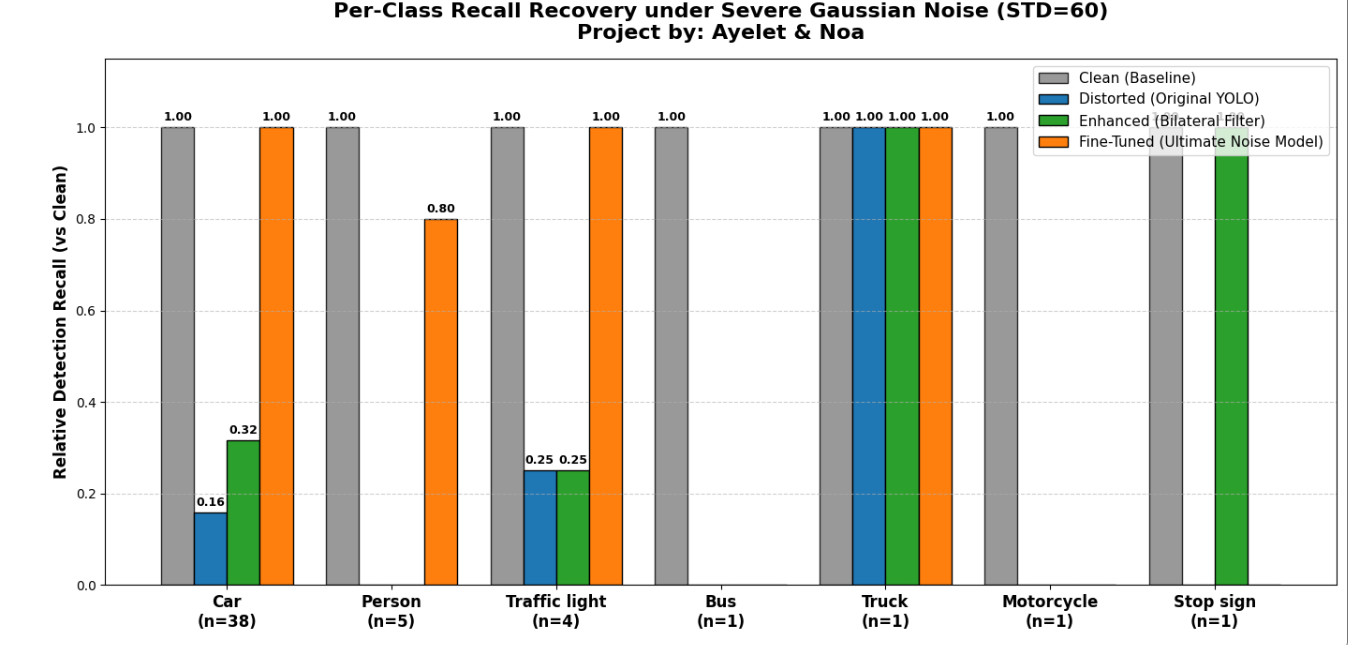 Per-Class Recall Recovery under Severe Gaussian Noise (STD=60)
Project by: Ayelet & Noa
Clean (Baseline)
Distorted (Original YOLO)
Enhanced (Bilateral Filter)
Fine-Tuned (Ultimate Noise Model)
Relative Detection Recall (vs Clean)
1.0
0.8
0.6
0.4
0.2
0.0
1.00 0.16 0.32 1.00
1.00 0.80
1.00 0.25 0.25 1.00
1.00
1.00 1.00 1.00 1.00
1.00
Car Person Traffic light Bus Truck Motorcycle Stop sign
(n=38) (n=5) (n=4) (n=1) (n=1) (n=1) (n=1)